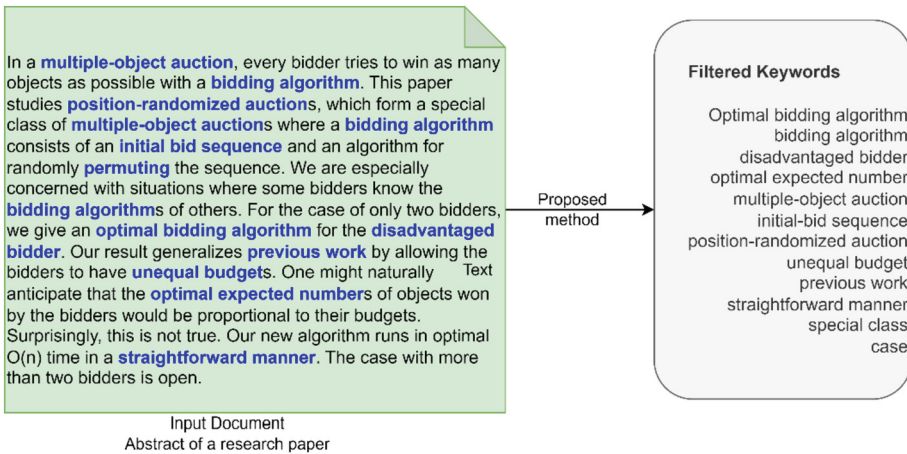 In a multiple-object auction, every bidder tries to win as many
objects as possible with a bidding algorithm. This paper
studies position-randomized auctions, which form a special
class of multiple-object auctions where a bidding algorithm
consists of an initial bid sequence and an algorithm for
randomly permuting the sequence. We are especially
concerned with situations where some bidders know the
bidding algorithms of others. For the case of only two bidders,
we give an optimal bidding algorithm for the disadvantaged
bidder. Our result generalizes previous work by allowing the
bidders to have unequal budgets. One might naturally
Text
anticipate that the optimal expected numbers of objects won
by the bidders would be proportional to their budgets.
Surprisingly, this is not true. Our new algorithm runs in optimal
O(n) time in a straightforward manner. The case with more
than two bidders is open.
Input Document
Abstract of a research paper
Proposed
method
Filtered Keywords
Optimal bidding algorithm
bidding algorithm
disadvantaged bidder
optimal expected number
multiple-object auction
initial-bid sequence
position-randomized auction
unequal budget
previous work
straightforward manner
special class
case